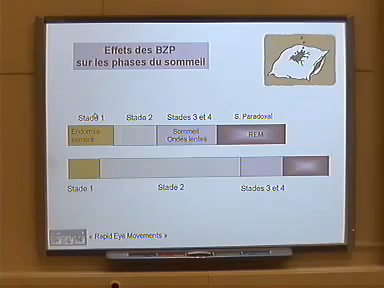 Effets des BZP
sur les phases du sommeil
Stade 1 Stade 2 Stades 3 et 4 S. Paradoxal
Endormis- Sommeil REM
sement Ondes lentes
Stade 1 Stade 2 Stades 3 et 4
« Rapid Eye Movements »